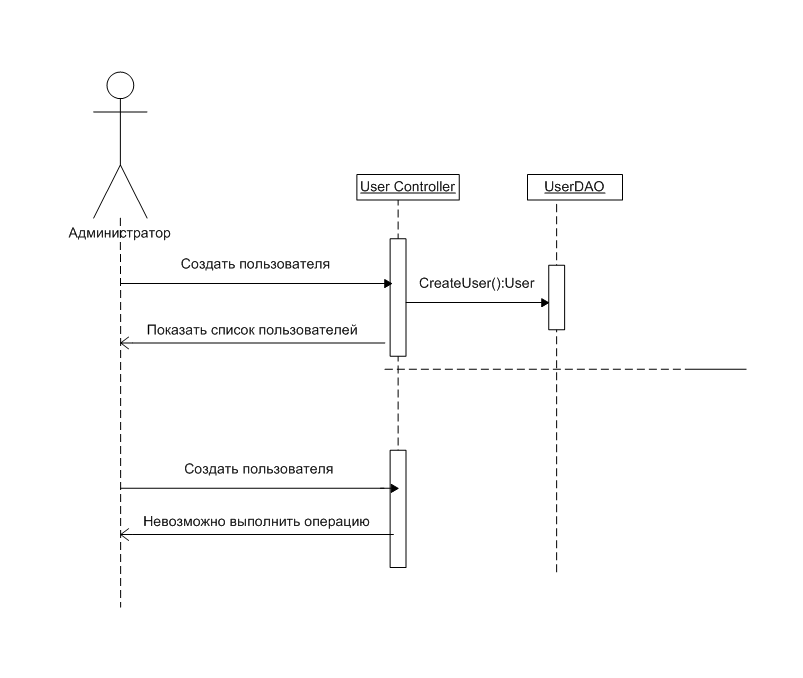 User Controller
UserDAO
Администратор
Создать пользователя
CreateUser():User
Показать список пользователей
Создать пользователя
Невозможно выполнить операцию